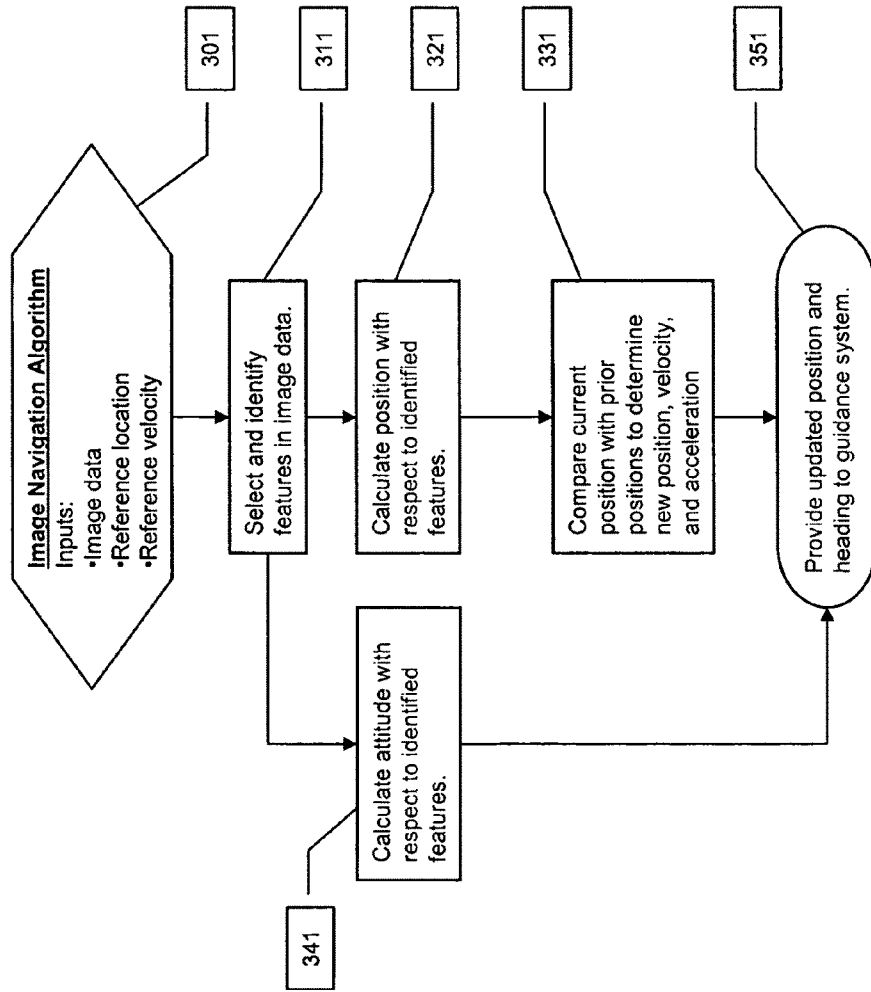 Image Navigation Algorithm
Inputs:
•Image data
•Reference location
•Reference velocity
301
Select and identify
features in image data.
311
Calculate position with
respect to identified
features.
321
Calculate attitude with
respect to identified
features.
341
Compare current
position with prior
positions to determine
new position, velocity,
and acceleration
331
Provide updated position and
heading to guidance system.
351